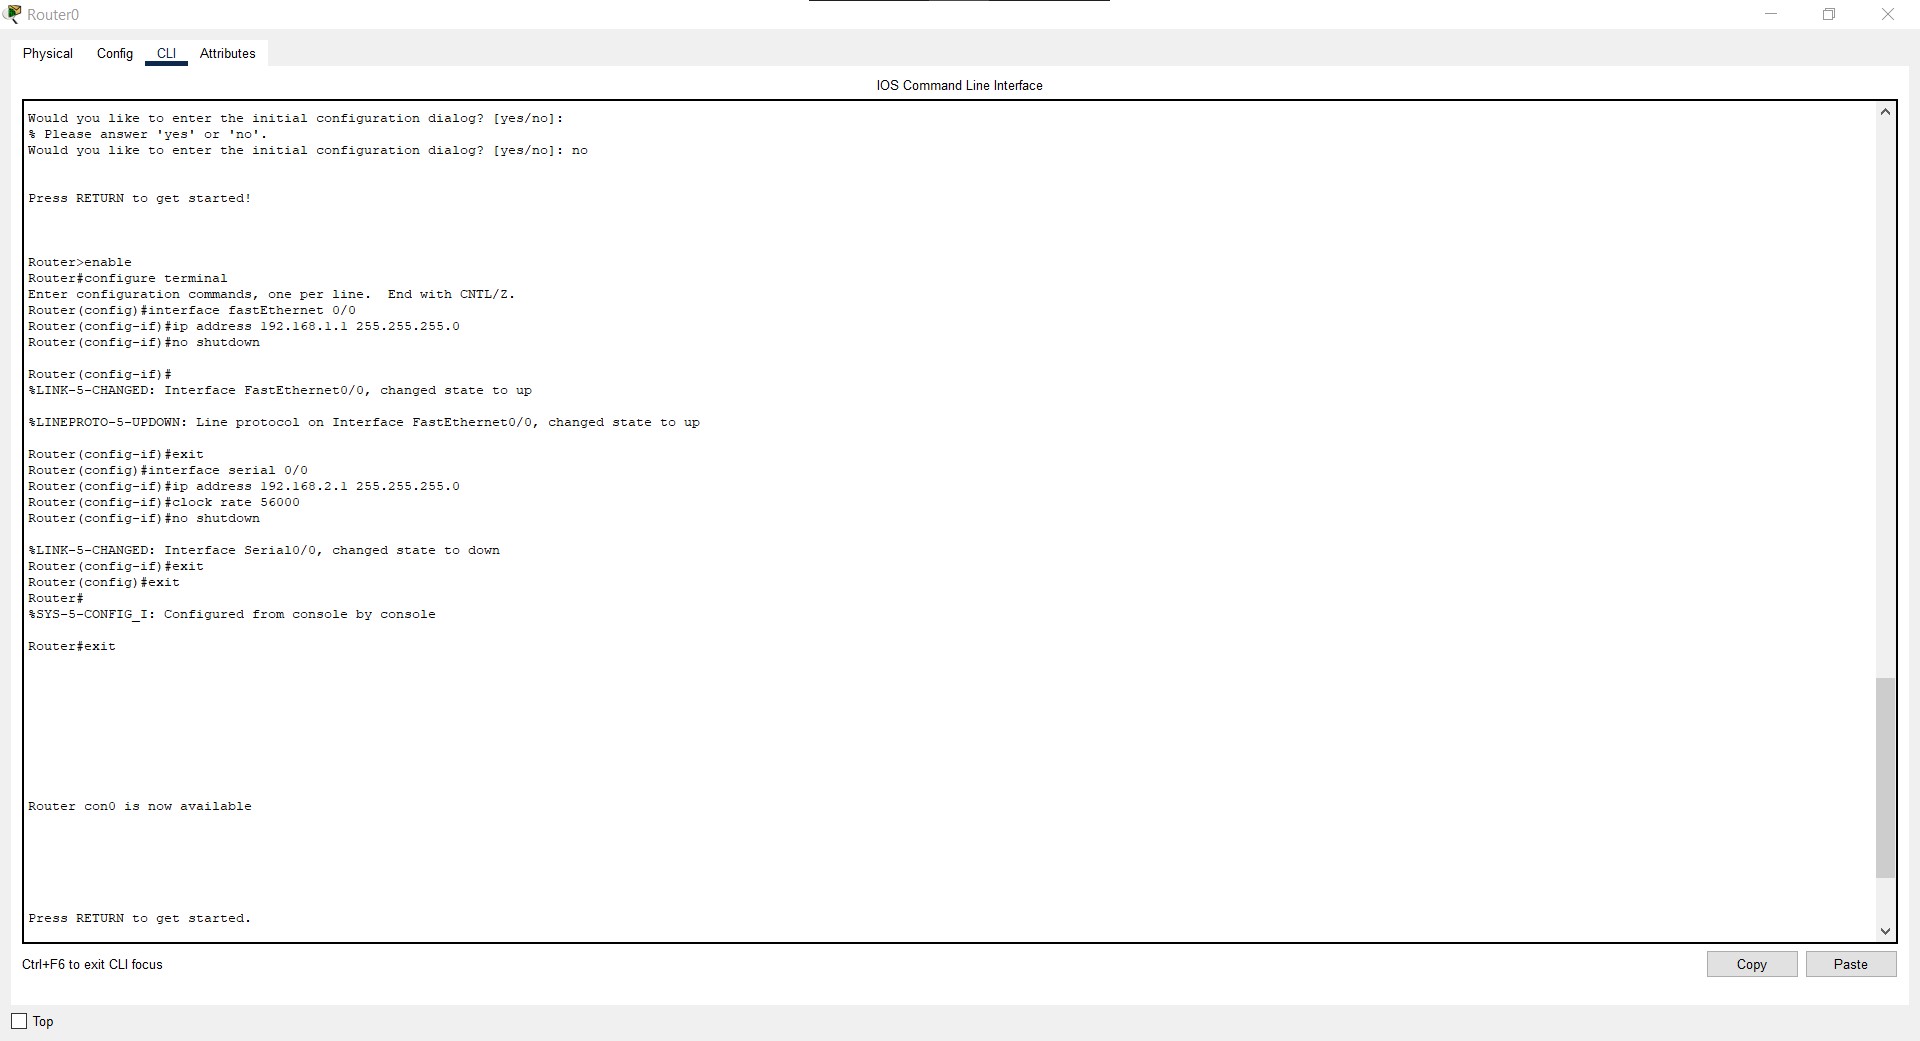 Router0
Physical Config CLI Attributes
IOS Command Line Interface
Would you like to enter the initial configuration dialog? [yes/no]:
% Please answer 'yes' or 'no'.
Would you like to enter the initial configuration dialog? [yes/no]: no
Press RETURN to get started!
Router>enable
Router#configure terminal
Enter configuration commands, one per line.  End with CNTL/Z.
Router(config)#interface fastEthernet 0/0
Router(config-if)#ip address 192.168.1.1 255.255.255.0
Router(config-if)#no shutdown
Router(config-if)#
%LINK-5-CHANGED: Interface FastEthernet0/0, changed state to up
%LINEPROTO-5-UPDOWN: Line protocol on Interface FastEthernet0/0, changed state to up
Router(config-if)#exit
Router(config)#interface serial 0/0
Router(config-if)#ip address 192.168.2.1 255.255.255.0
Router(config-if)#clock rate 56000
Router(config-if)#no shutdown
%LINK-5-CHANGED: Interface Serial0/0, changed state to down
Router(config-if)#exit
Router(config)#exit
Router#
%SYS-5-CONFIG_I: Configured from console by console
Router#exit
Router con0 is now available
Press RETURN to get started.
Ctrl+F6 to exit CLI focus
Copy Paste
Top